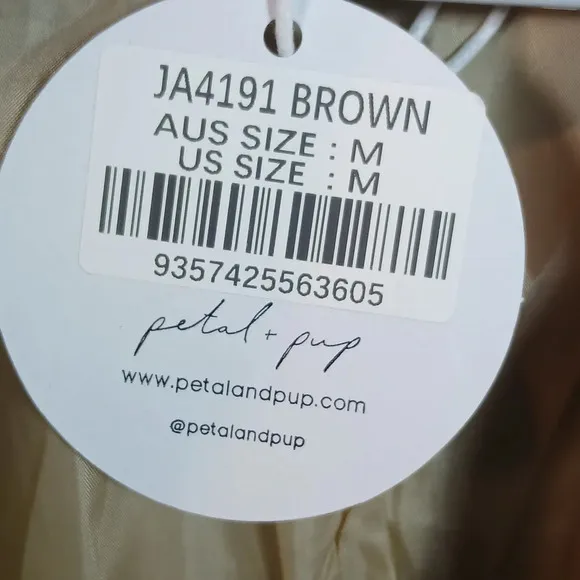 JA4191 BROWN
AUS SIZE : M
US SIZE : M
9357425563605
petal + pup
www.petalandpup.com
@petalandpup